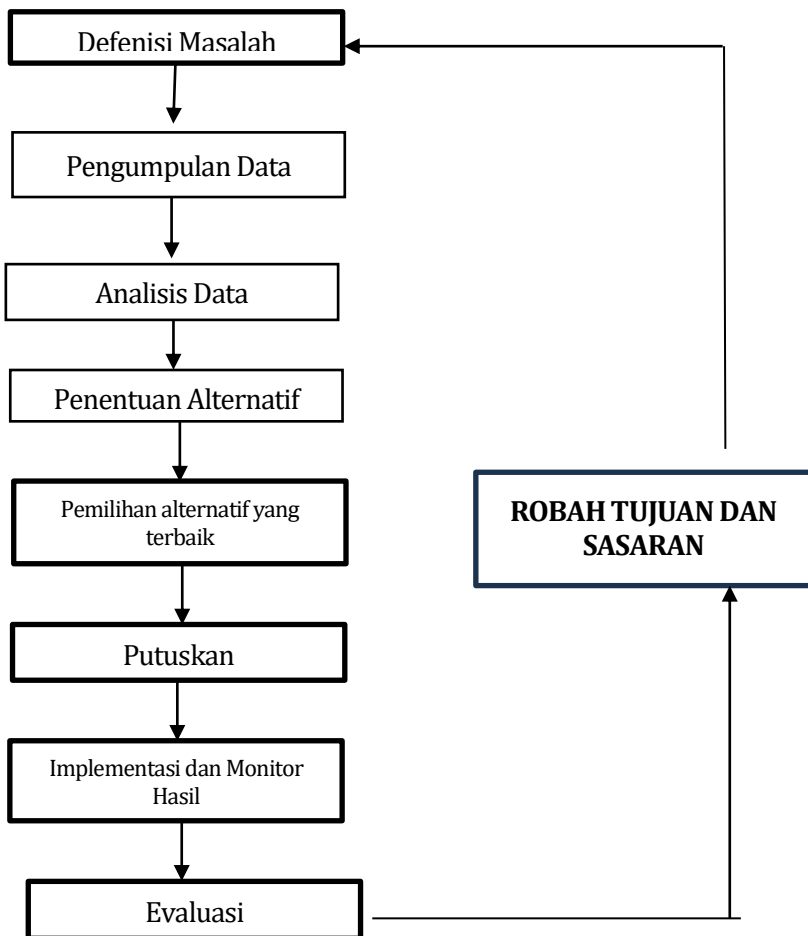 Defenisi Masalah
Pengumpulan Data
Analisis Data
Penentuan Alternatif
Pemilihan alternatif yang
terbaik
Putuskan
Implementasi dan Monitor
Hasil
Evaluasi
ROBAH TUJUAN DAN
SASARAN